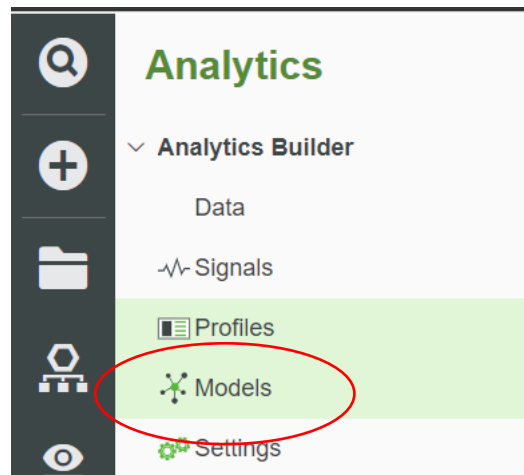 Analytics
Analytics Builder
Data
Signals
Profiles
Models
Settings